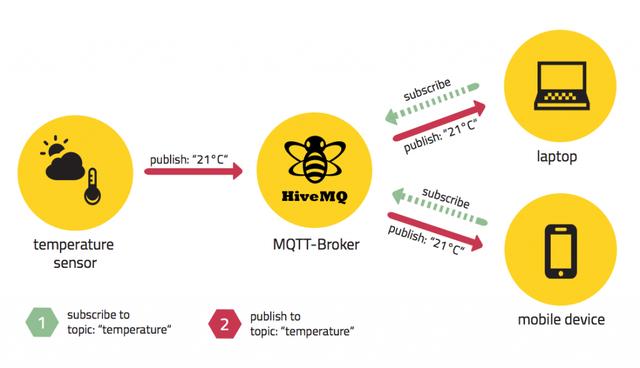 subscribe
publish: "21°C"
laptop
publish: "21°C"
HiveMQ
MQTT-Broker
temperature
sensor
subscribe
publish: "21°C"
mobile device
1
subscribe to
topic: "temperature"
2
publish to
topic: "temperature"